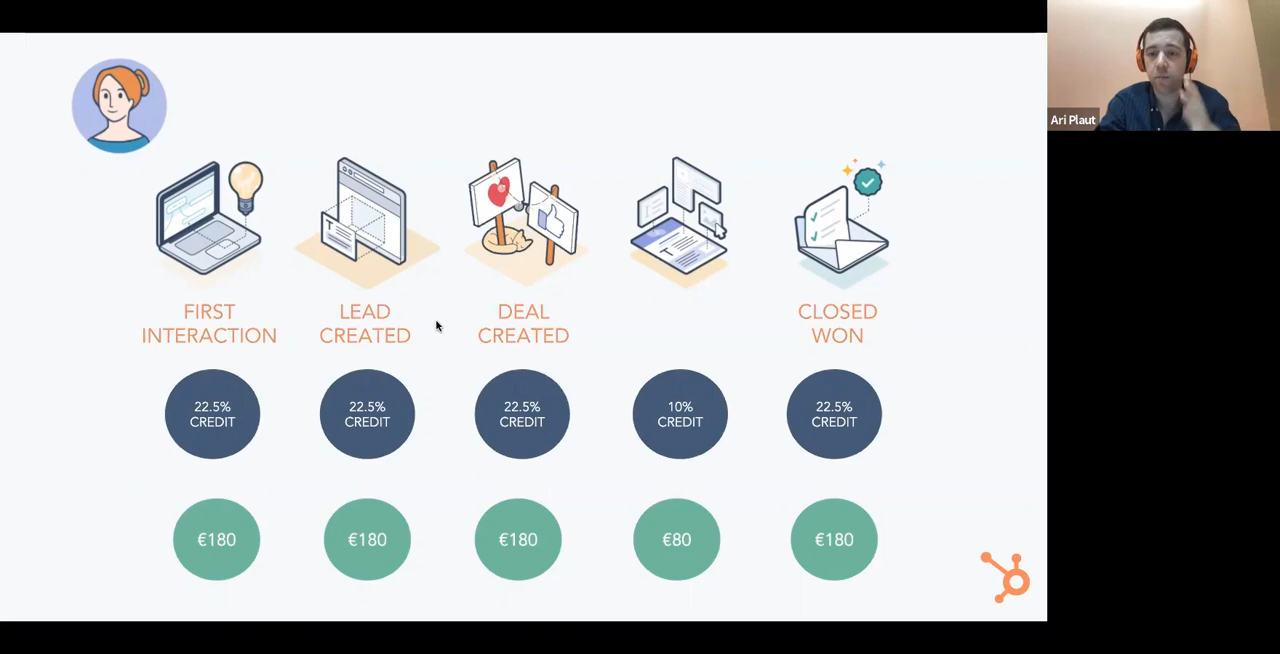 Ari Plaut
FIRST
INTERACTION
LEAD
CREATED
DEAL
CREATED
CLOSED
WON
22.5%
CREDIT
22.5%
CREDIT
22.5%
CREDIT
10%
CREDIT
22.5%
CREDIT
€180
€180
€180
€80
€180